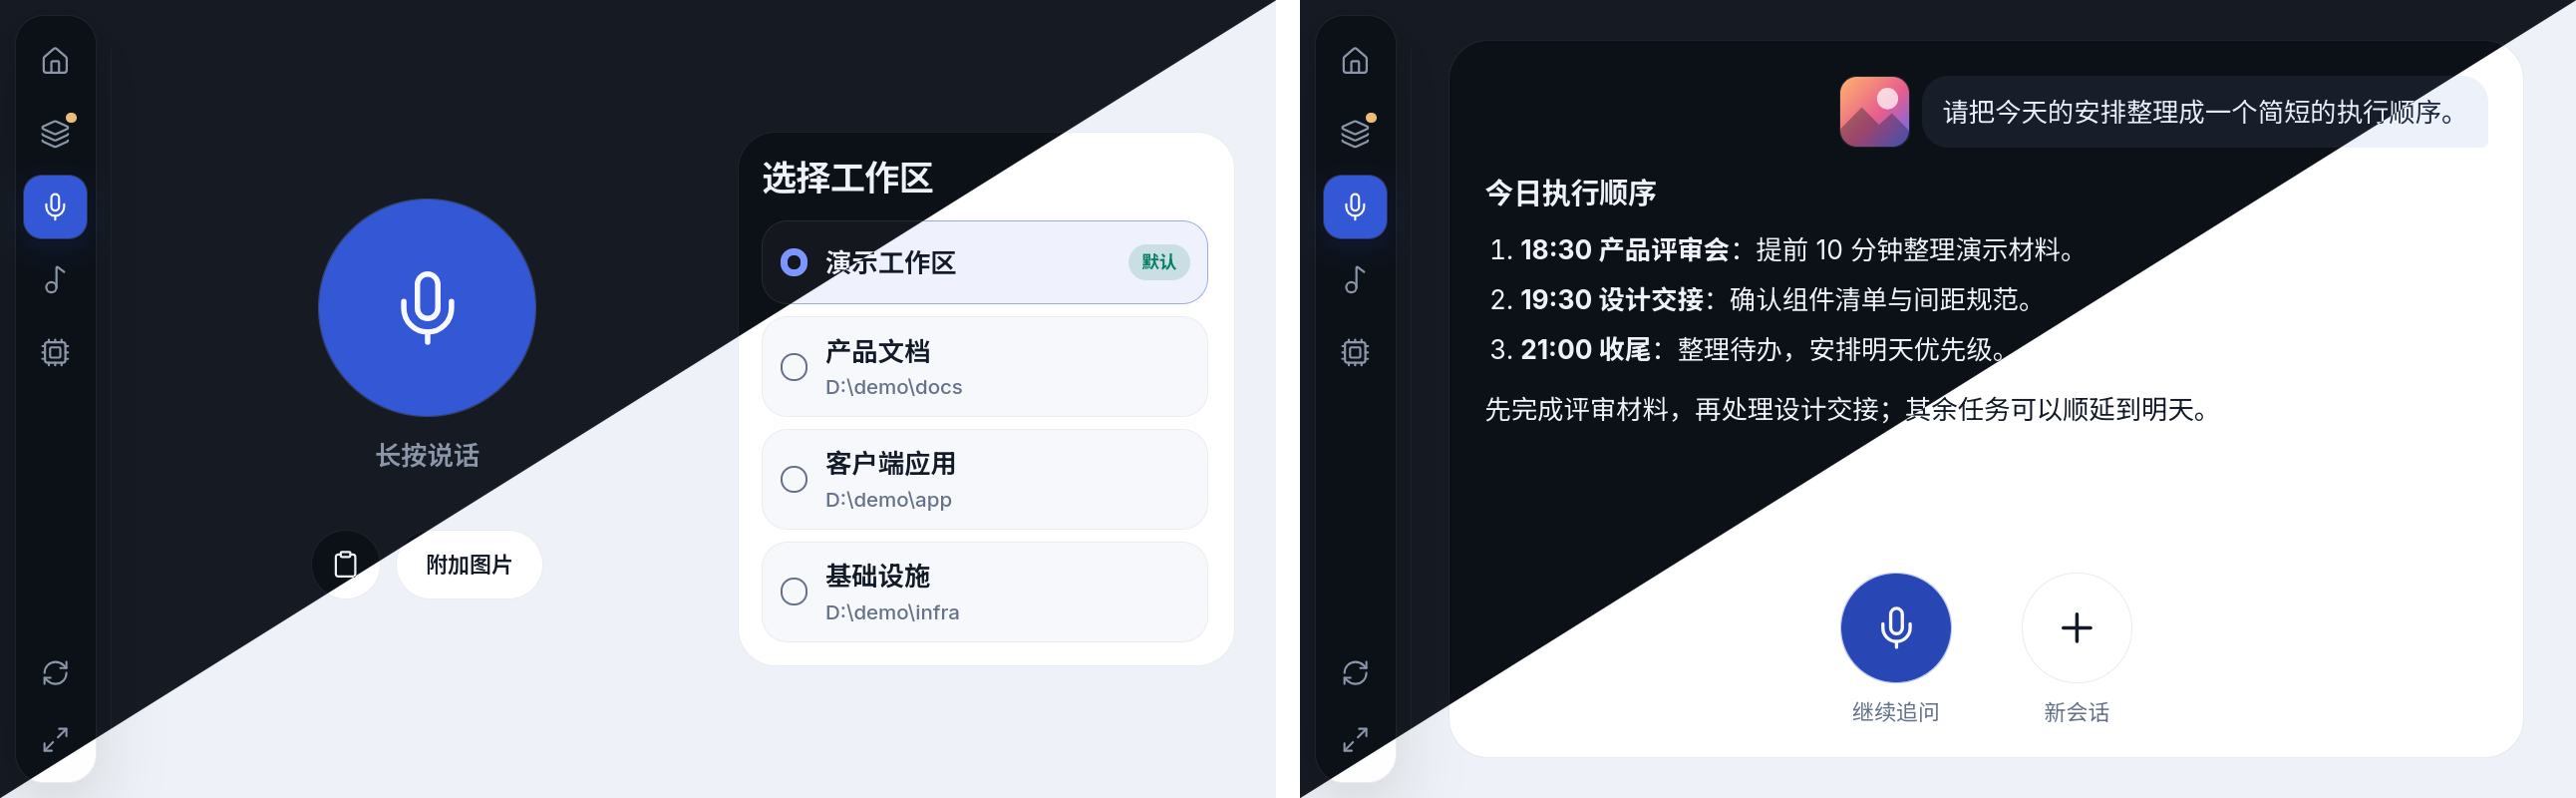 长按说话
附加图片
选择工作区
演示工作区
默认
产品文档
D:\demo\docs
客户端应用
D:\demo\app
基础设施
D:\demo\infra
请把今天的安排整理成一个简短的执行顺序。
今日执行顺序
1. 18:30 产品评审会：提前 10 分钟整理演示材料。
2. 19:30 设计交接：确认组件清单与间距规范。
3. 21:00 收尾：整理待办，安排明天优先级。
先完成评审材料，再处理设计交接；其余任务可以顺延到明天。
继续追问
新会话